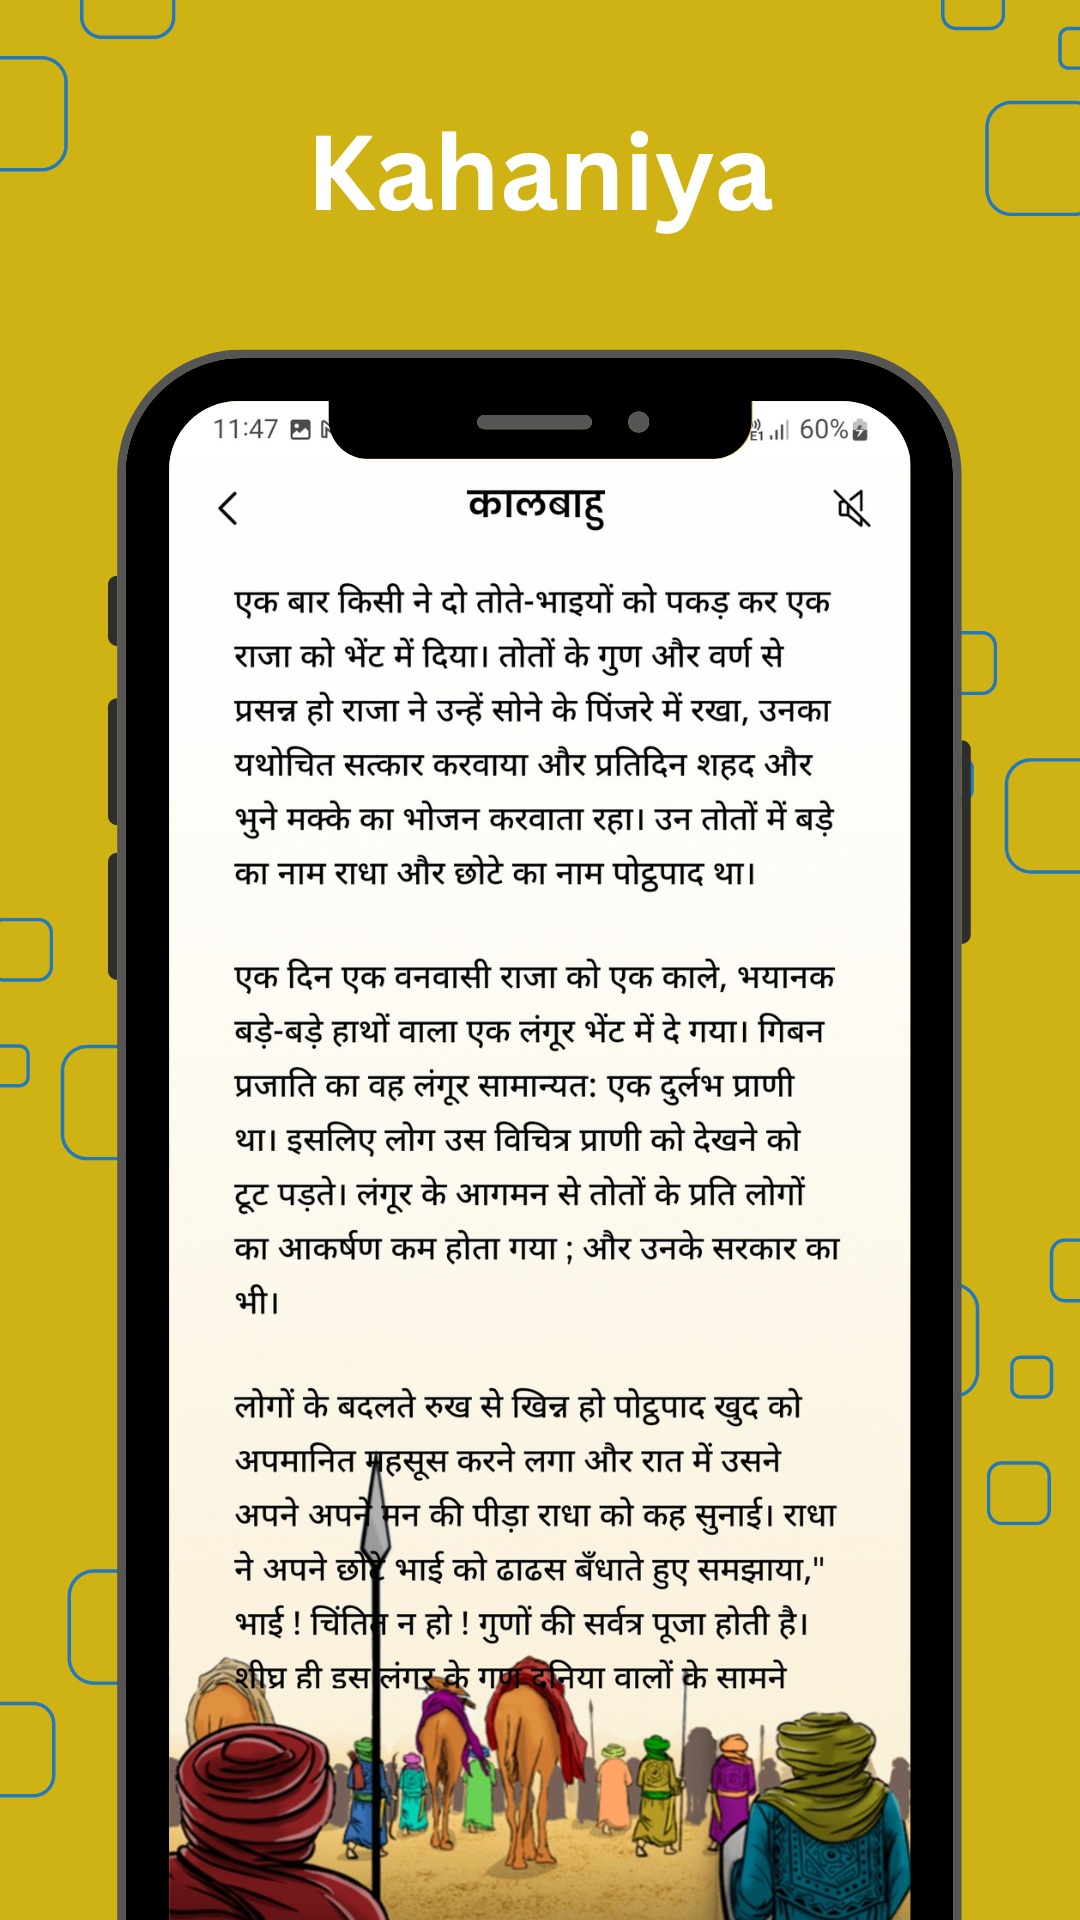 Kahaniya
11:47
60%
कालबाहु
एक बार किसी ने दो तोते-भाइयों को पकड़ कर एक
राजा को भेंट में दिया। तोतों के गुण और वर्ण से
प्रसन्न हो राजा ने उन्हें सोने के पिंजरे में रखा, उनका
यथोचित सत्कार करवाया और प्रतिदिन शहद और
भुने मक्के का भोजन करवाता रहा। उन तोतों में बड़े
का नाम राधा और छोटे का नाम पोट्ठपाद था।
एक दिन एक वनवासी राजा को एक काले, भयानक
बड़े-बड़े हाथों वाला एक लंगूर भेंट में दे गया। गिबन
प्रजाति का वह लंगूर सामान्यत: एक दुर्लभ प्राणी
था। इसलिए लोग उस विचित्र प्राणी को देखने को
टूट पड़ते। लंगूर के आगमन से तोतों के प्रति लोगों
का आकर्षण कम होता गया ; और उनके सरकार का
भी।
लोगों के बदलते रुख से खिन्न हो पोट्ठपाद खुद को
अपमानित महसूस करने लगा और रात में उसने
अपने अपने मन की पीड़ा राधा को कह सुनाई। राधा
ने अपने छोटे भाई को ढाढस बँधाते हुए समझाया,"
भाई ! चिंतित न हो ! गुणों की सर्वत्र पूजा होती है।
शीघ्र ही इस लंगूर के गुण दुनिया वालों के सामने